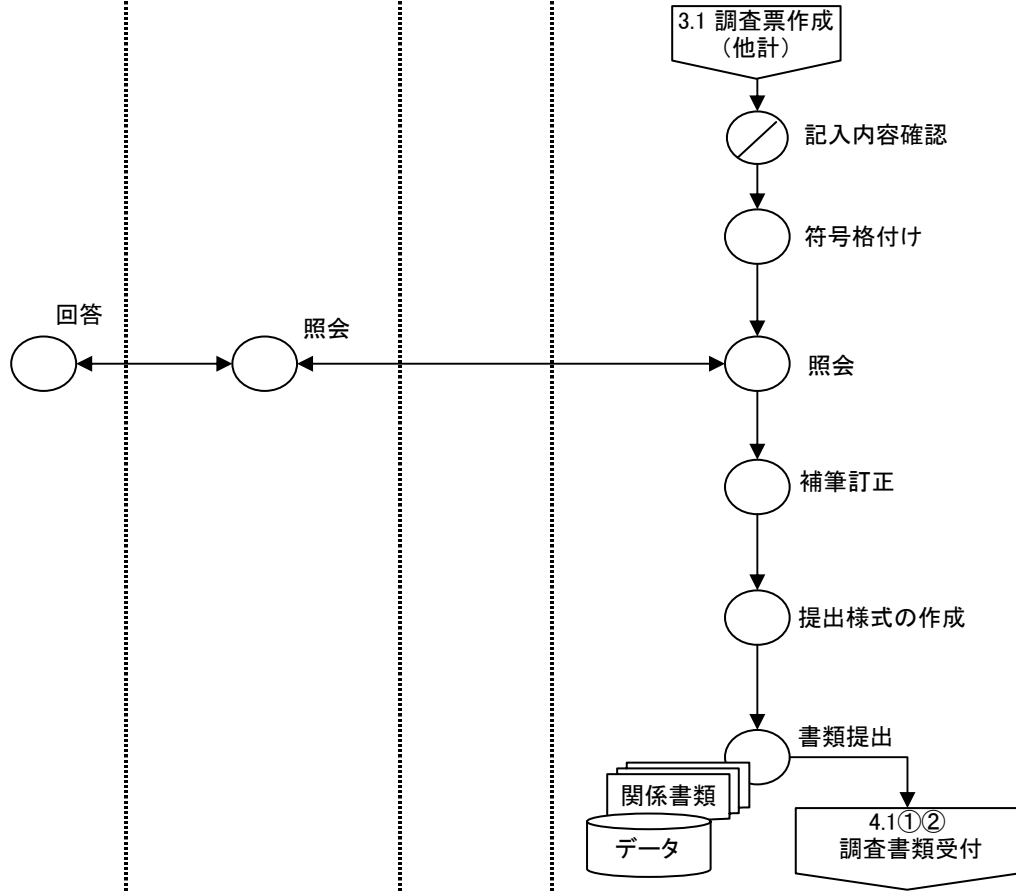 3.1 調査票作成
（他計）
記入内容確認
符号格付け
回答
照会
照会
補筆訂正
提出様式の作成
書類提出
関係書類
データ
4.1①②
調査書類受付